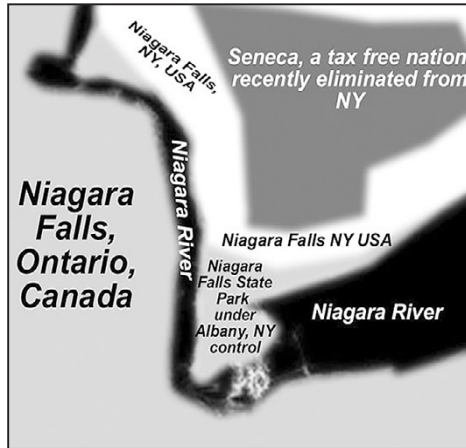 Niagara Falls,
NY, USA
Seneca, a tax free nation
recently eliminated from
NY
Niagara
Falls,
Ontario,
Canada
Niagara River
Niagara Falls NY USA
Niagara
Falls State
Park
under
Albany, NY
control
Niagara River